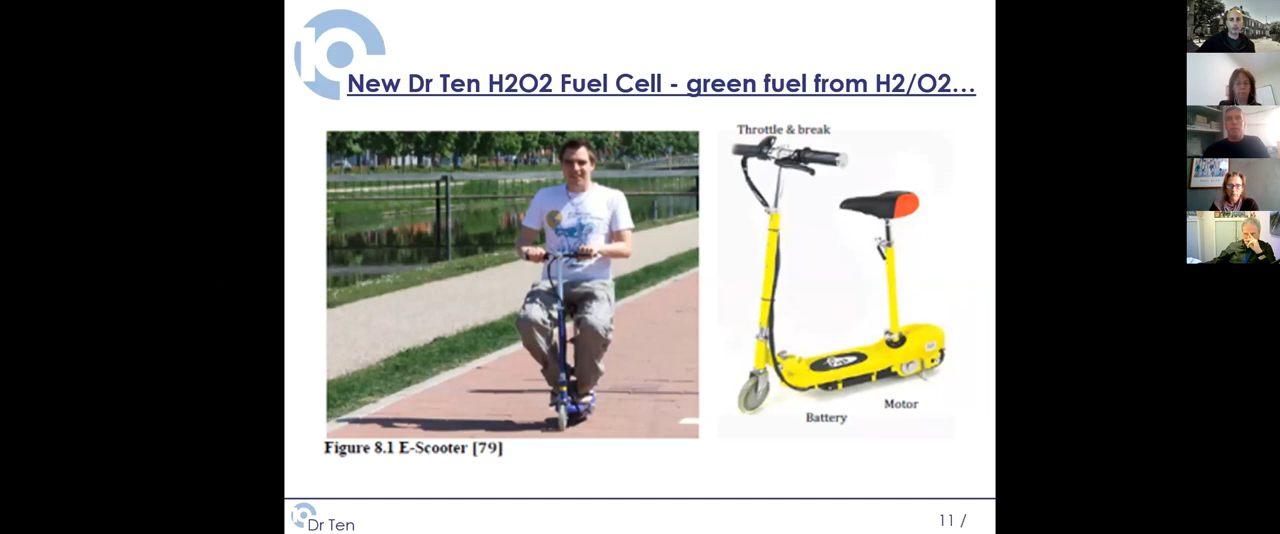 10
New Dr Ten H2O2 Fuel Cell - green fuel from H2/O2…
Throttle & break
Motor
Battery
Figure 8.1 E-Scooter [79]
Dr Ten
11 /